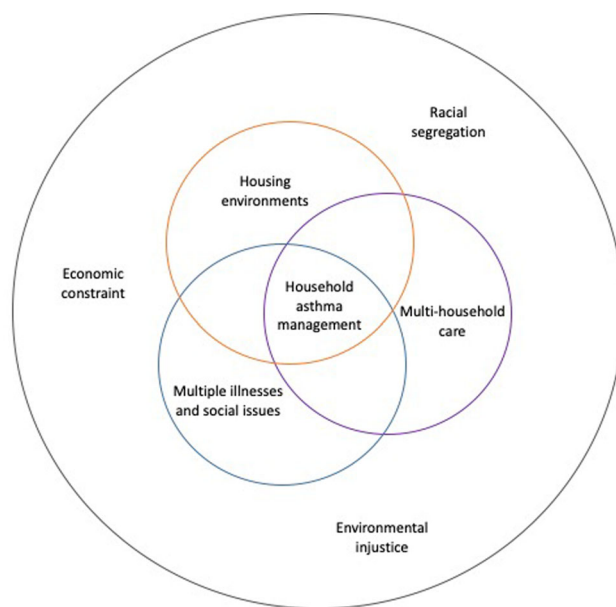 Racial
segregation
Housing
environments
Economic
constraint
Household
asthma
management
Multi-household
care
Multiple illnesses
and social issues
Environmental
injustice